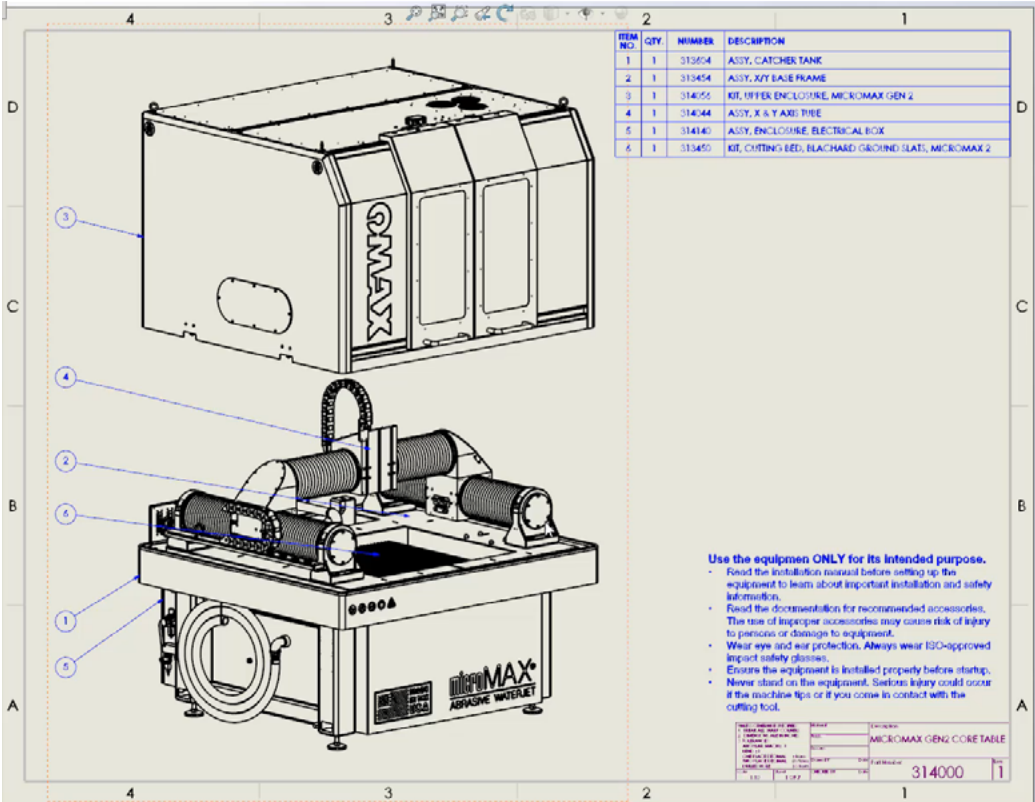 4 3 2 1
ITEM NO. QTY. NUMBER DESCRIPTION
1 1 313604 ASSY, CATCHER TANK
2 1 313454 ASSY, X/Y BASE FRAME
3 1 314056 KIT, UPPER ENCLOSURE, MICROMAX GEN 2
4 1 314044 ASSY, X & Y AXIS TUBE
5 1 314140 ASSY, ENCLOSURE, ELECTRICAL BOX
6 1 313450 KIT, CUTTING BED, BLACHARD GROUND SLATS, MICROMAX 2
D D
3
OMAX
C C
4
2
6
B B
1
5
microMAX
ABRASIVE WATERJET
Use the equipmen ONLY for its intended purpose.
• Read the installation manual before setting up the
equipment to learn about important installation and safety
information.
• Read the documentation for recommended accessories.
The use of improper accessories may cause risk of injury
to persons or damage to equipment.
• Wear eye and ear protection. Always wear ISO-approved
impact safety glasses.
• Ensure the equipment is installed properly before startup.
• Never stand on the equipment. Serious injury could occur
if the machine tips or if you come in contact with the
cutting tool.
A A
MICROMAX GEN2 CORE TABLE
314000 1
4 3 2 1